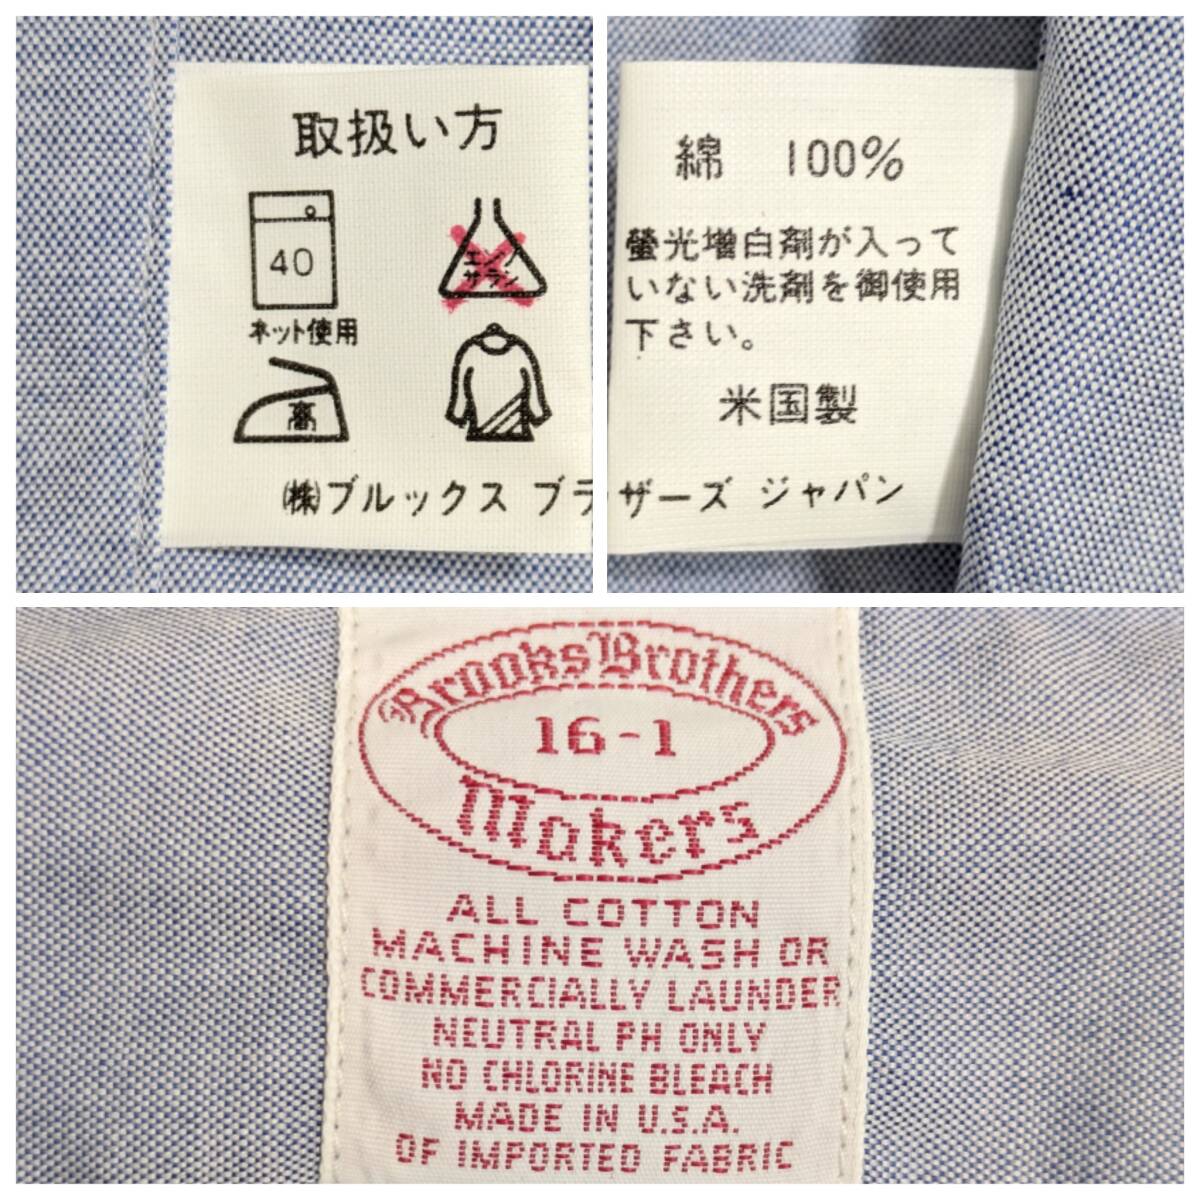 取扱い方
40
エンソ
サラシ
ネット使用
高
㈱ブルックス ブラ
綿 100%
螢光増白剤が入って
いない洗剤を御使用
下さい。
米国製
ザーズ ジャパン
Brooks Brothers
16-1
Makers
ALL COTTON
MACHINE WASH OR
COMMERCIALLY LAUNDER
NEUTRAL PH ONLY
NO CHLORINE BLEACH
MADE IN U.S.A.
OF IMPORTED FABRIC